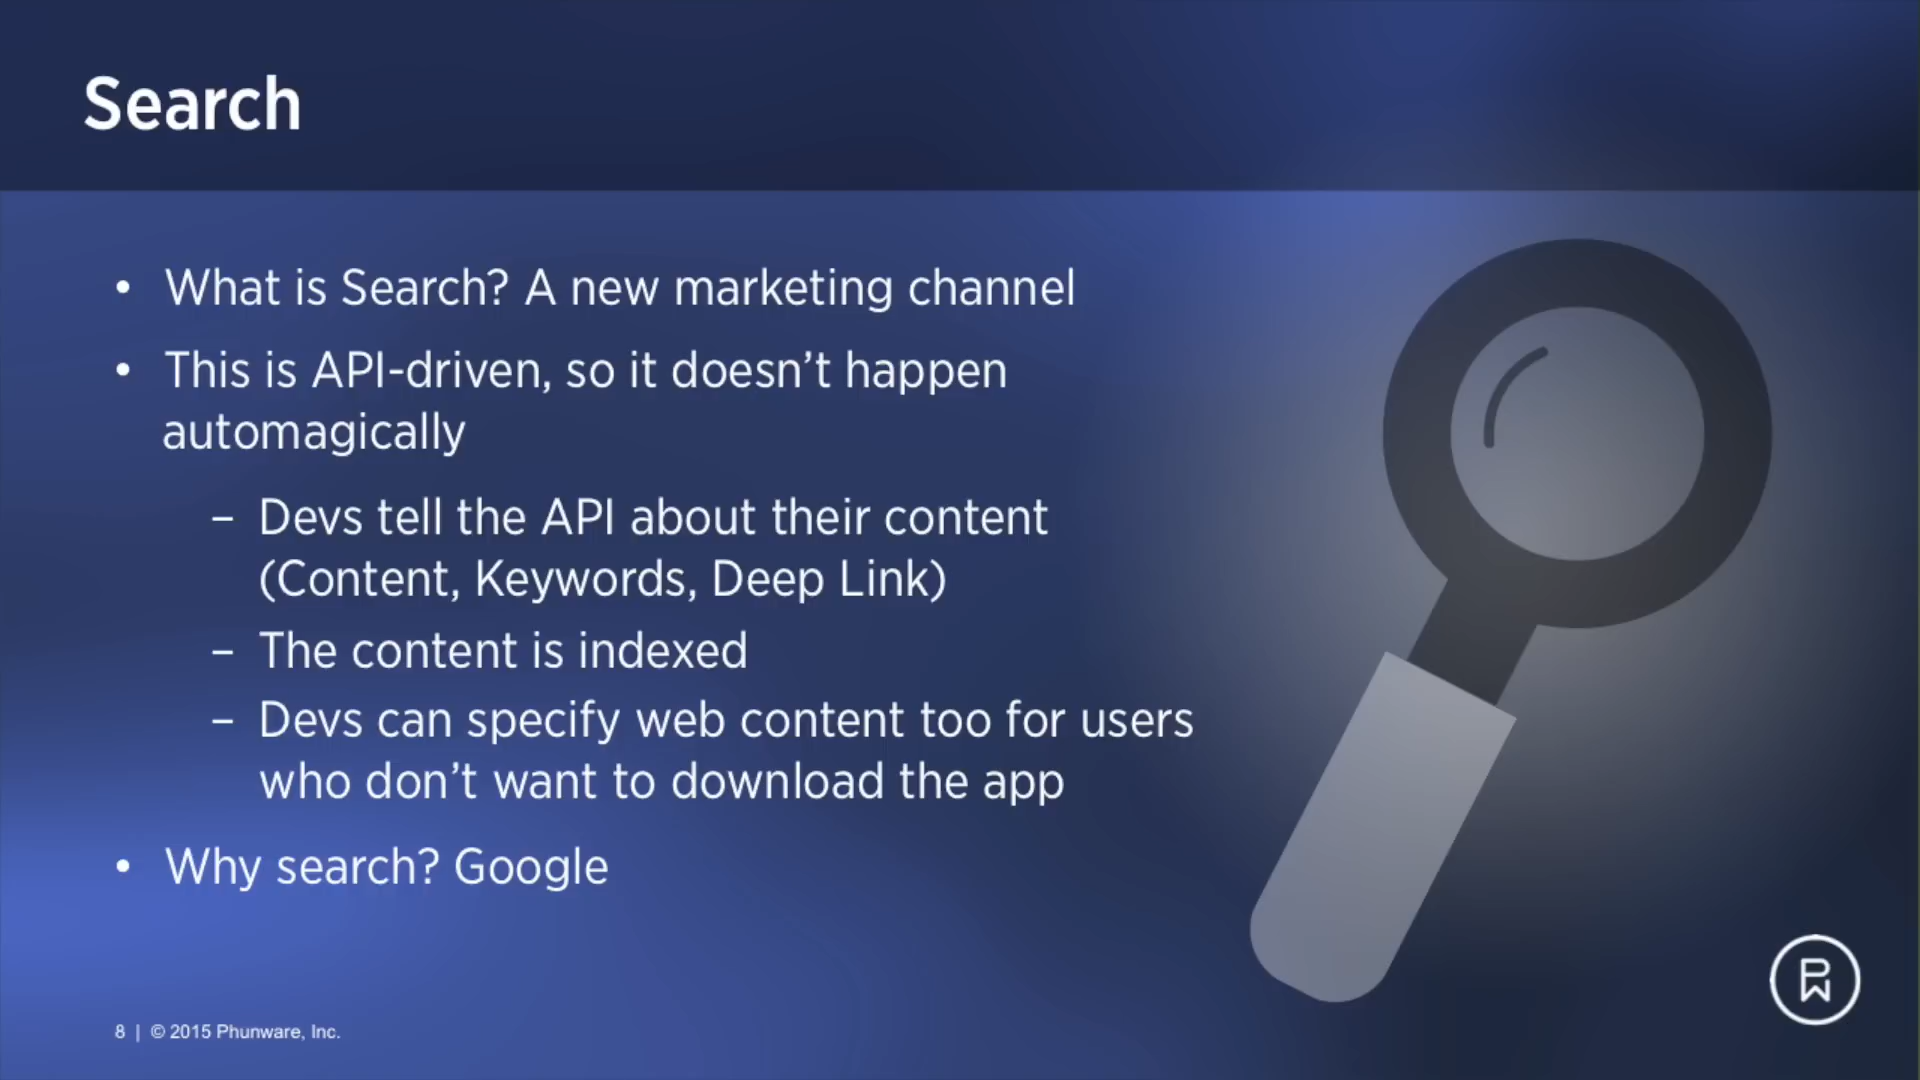 Search
• What is Search? A new marketing channel
• This is API-driven, so it doesn’t happen
automagically
– Devs tell the API about their content
(Content, Keywords, Deep Link)
– The content is indexed
– Devs can specify web content too for users
who don’t want to download the app
• Why search? Google
8 | © 2015 Phunware, Inc.
PW